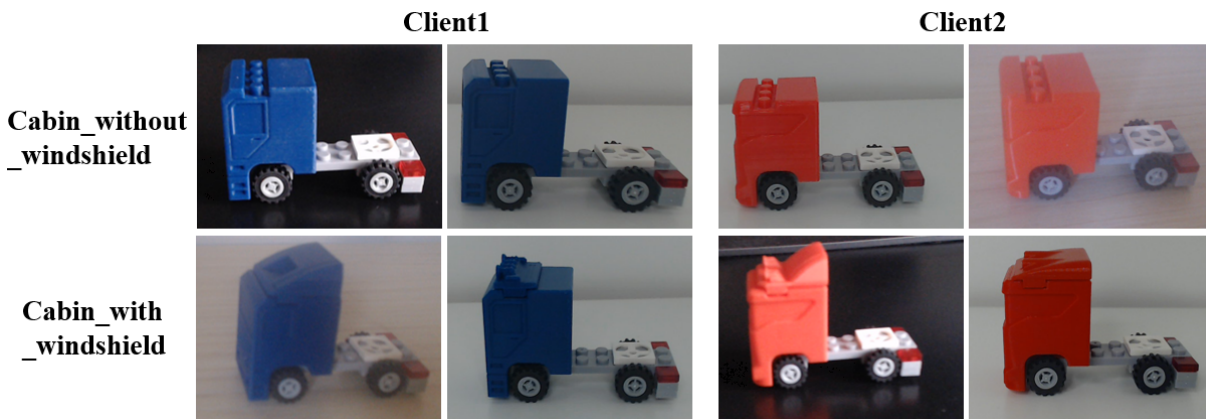 Client1
Client2
Cabin_without
_windshield
Cabin_with
_windshield